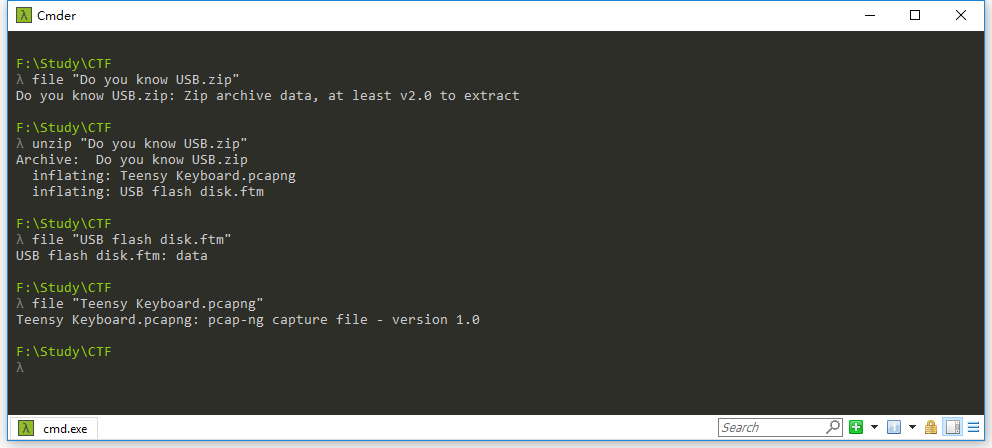 λ Cmder
F:\Study\CTF
λ file "Do you know USB.zip"
Do you know USB.zip: Zip archive data, at least v2.0 to extract
F:\Study\CTF
λ unzip "Do you know USB.zip"
Archive:  Do you know USB.zip
  inflating: Teensy Keyboard.pcapng
  inflating: USB flash disk.ftm
F:\Study\CTF
λ file "USB flash disk.ftm"
USB flash disk.ftm: data
F:\Study\CTF
λ file "Teensy Keyboard.pcapng"
Teensy Keyboard.pcapng: pcap-ng capture file - version 1.0
F:\Study\CTF
λ
λ cmd.exe
Search